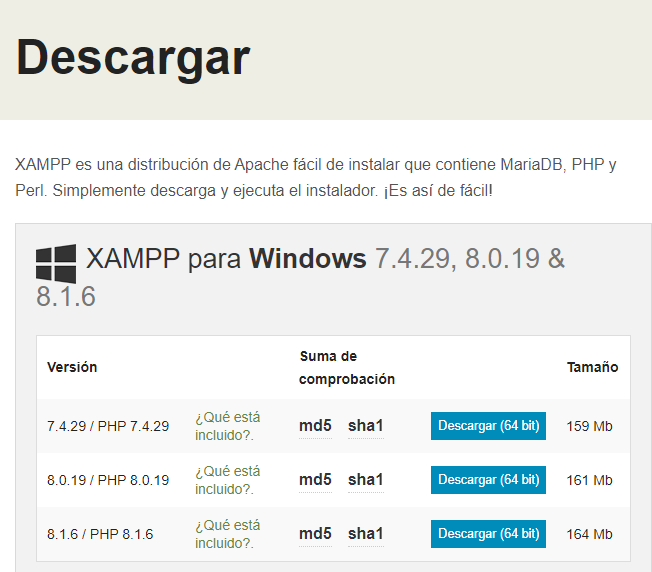 Descargar
XAMPP es una distribución de Apache fácil de instalar que contiene MariaDB, PHP y
Perl. Simplemente descarga y ejecuta el instalador. ¡Es así de fácil!
XAMPP para Windows 7.4.29, 8.0.19 &
8.1.6
Versión Suma de comprobación Tamaño
7.4.29 / PHP 7.4.29 ¿Qué está incluido?. md5 sha1 Descargar (64 bit) 159 Mb
8.0.19 / PHP 8.0.19 ¿Qué está incluido?. md5 sha1 Descargar (64 bit) 161 Mb
8.1.6 / PHP 8.1.6 ¿Qué está incluido?. md5 sha1 Descargar (64 bit) 164 Mb